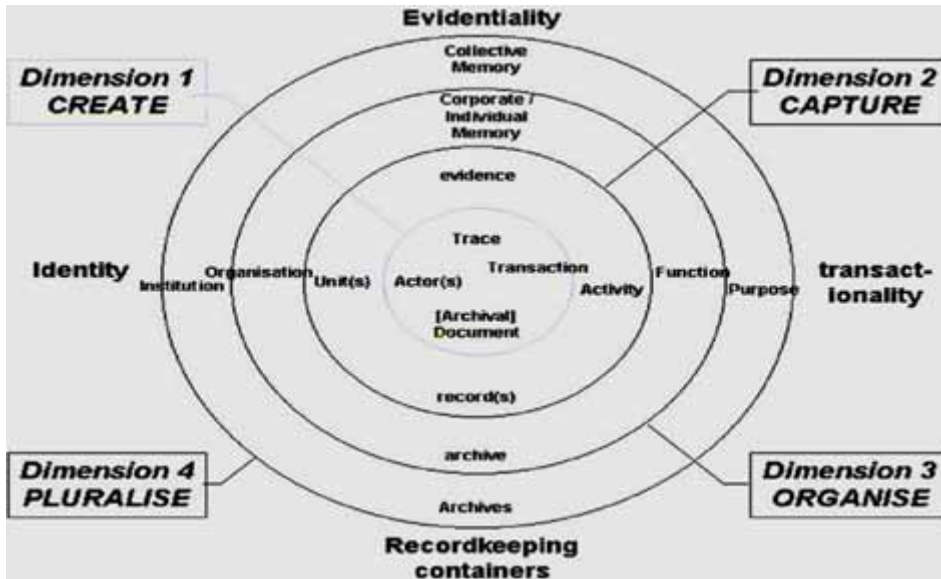 Evidentiality
Collective
Memory
Dimension 1
CREATE
Dimension 2
CAPTURE
Corporate /
Individual
Memory
evidence
Trace
Identity
Institution
Organisation
Unit(s)
Actor(s)
Transaction
Activity
Function
Purpose
transact-
ionality
[Archival]
Document
record(s)
archive
Archives
Dimension 4
PLURALISE
Dimension 3
ORGANISE
Recordkeeping
containers